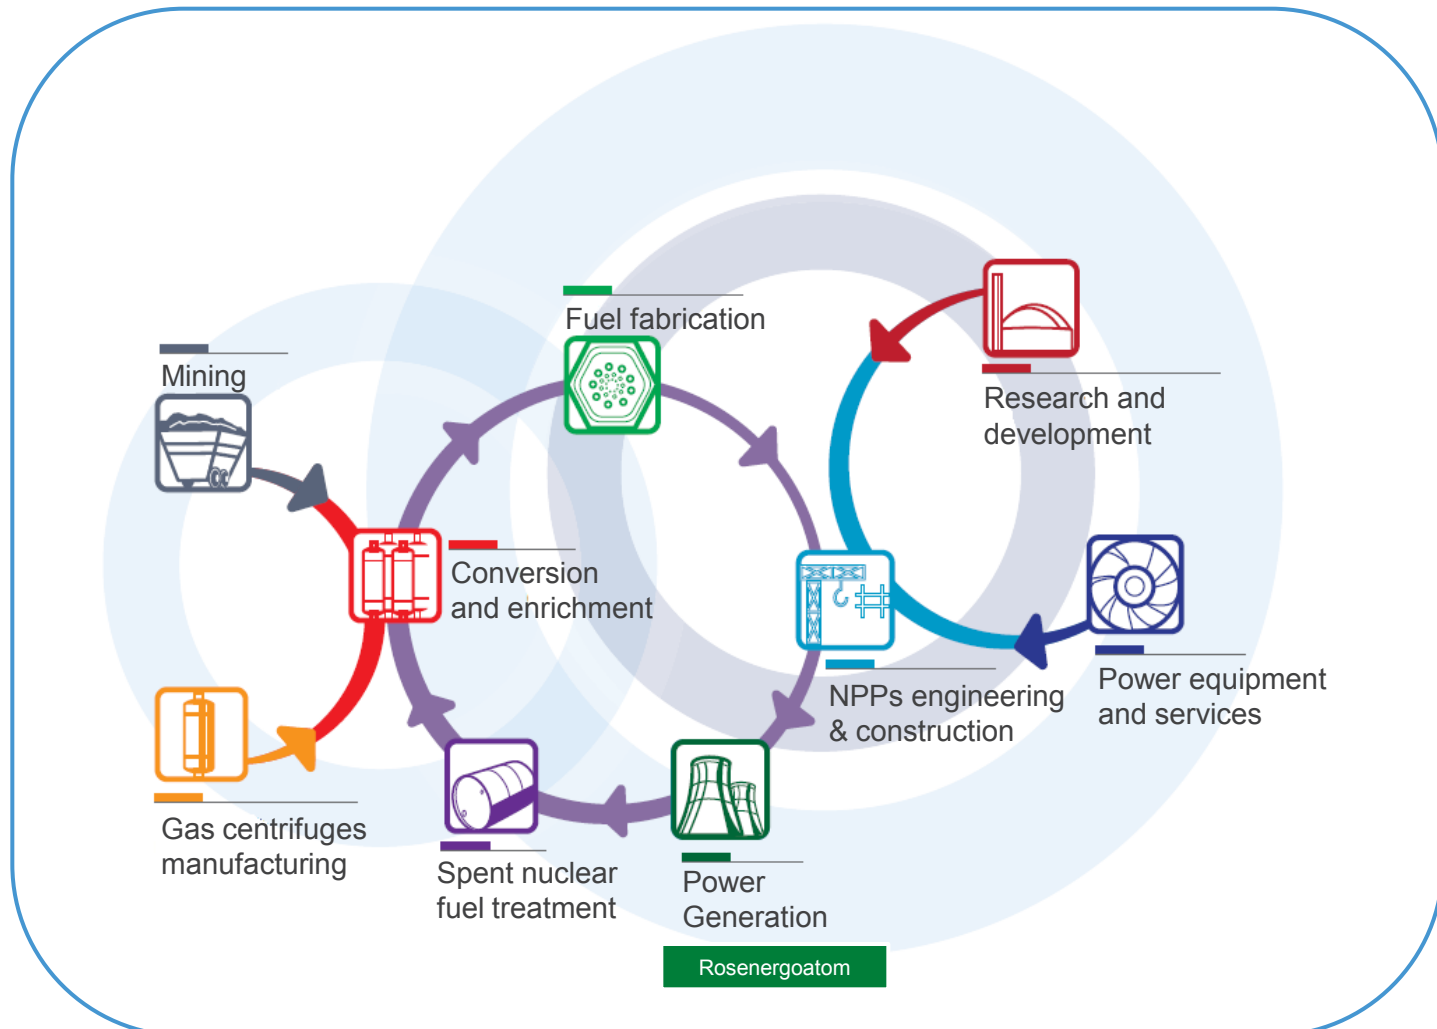 Fuel fabrication
Mining
Research and
development
Conversion
and enrichment
NPPs engineering
& construction
Power equipment
and services
Gas centrifuges
manufacturing
Spent nuclear
fuel treatment
Power
Generation
Rosenergoatom